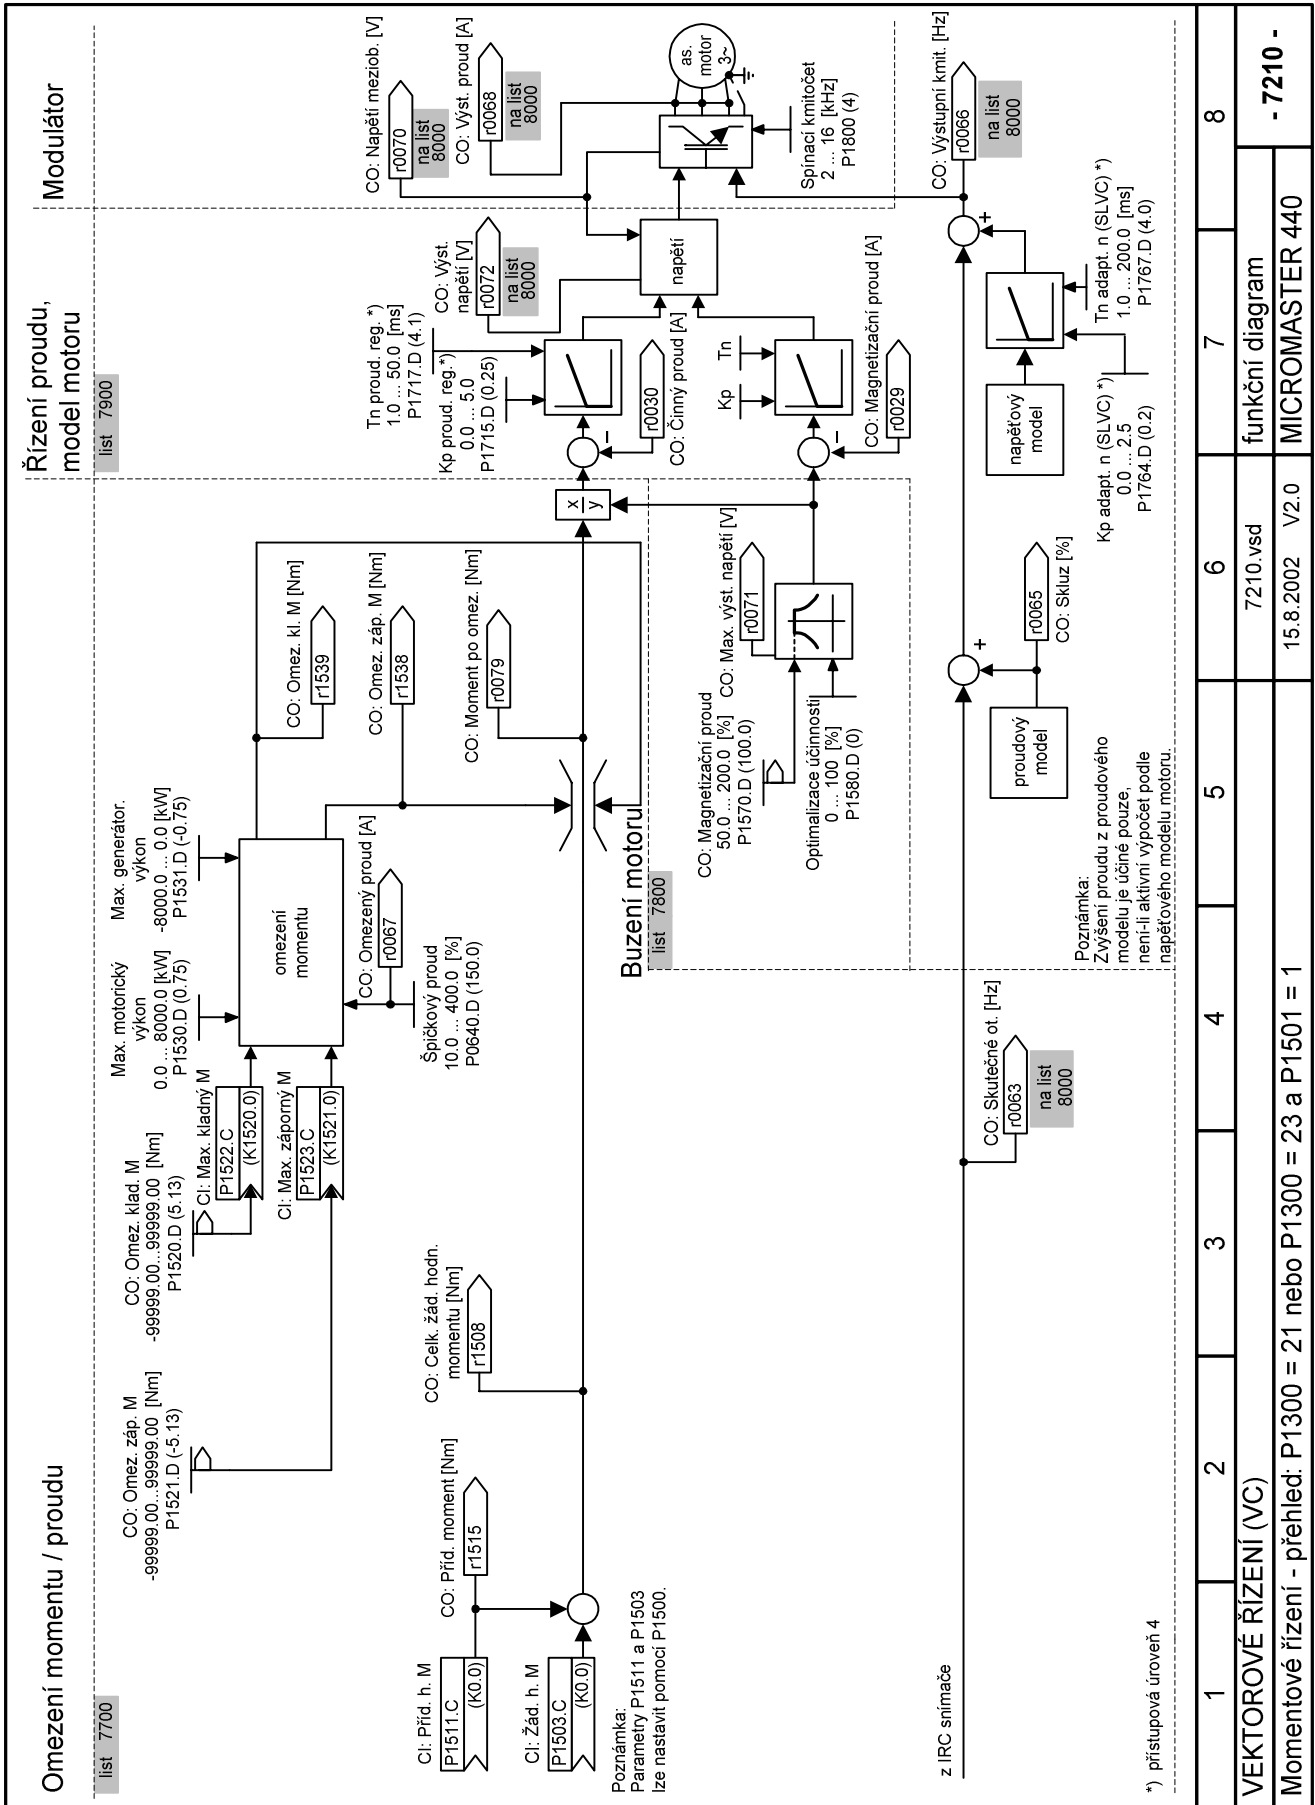 Omezení momentu / proudu
list 7700
Řízení proudu,
model motoru
list 7900
Modulátor
CO: Omez. záp. M
-99999.00...99999.00 [Nm]
P1521.D (-5.13)
CO: Omez. klad. M
-99999.00...99999.00 [Nm]
P1520.D (5.13)
CI: Max. kladný M
P1522.C
(K1520.0)
CI: Max. záporný M
P1523.C
(K1521.0)
Max. motorický
výkon
0.0 ... 8000.0 [kW]
P1530.D (0.75)
Max. generátor.
výkon
-8000.0 ... 0.0 [kW]
P1531.D (-0.75)
omezení
momentu
CO: Omezený proud [A]
r0067
Špičkový proud
10.0 ... 400.0 [%]
P0640.D (150.0)
CO: Omez. kl. M [Nm]
r1539
CO: Omez. záp. M [Nm]
r1538
CO: Moment po omez. [Nm]
r0079
CI: Příd. h. M
P1511.C
(K0.0)
CO: Příd. moment [Nm]
r1515
CI: Žád. h. M
P1503.C
(K0.0)
CO: Celk. žád. hodn.
momentu [Nm]
r1508
Poznámka:
Parametry P1511 a P1503
lze nastavit pomocí P1500.
x
y
Tn proud. reg. *)
1.0 ... 50.0 [ms]
P1717.D (4.1)
Kp proud. reg.*)
0.0 ... 5.0
P1715.D (0.25)
CO: Výst.
napětí [V]
r0072
na list
8000
CO: Napětí meziob. [V]
r0070
na list
8000
CO: Výst. proud [A]
r0068
na list
8000
as.
motor
3~
napětí
Spínací kmitočet
2 ... 16 [kHz]
P1800 (4)
−
r0030
CO: Činný proud [A]
Kp
Tn
−
CO: Magnetizační proud [A]
r0029
Buzení motoru
list 7800
CO: Magnetizační proud
50.0 ... 200.0 [%]
P1570.D (100.0)
CO: Max. výst. napětí [V]
r0071
Optimalizace účinnosti
0 ... 100 [%]
P1580.D (0)
z IRC snímače
CO: Skutečné ot. [Hz]
r0063
na list
8000
+
proudový
model
r0065
CO: Skluz [%]
napěťový
model
Kp adapt. n (SLVC) *)
0.0 ... 2.5
P1764.D (0.2)
Tn adapt. n (SLVC) *)
1.0 ... 200.0 [ms]
P1767.D (4.0)
+
CO: Výstupní kmit. [Hz]
r0066
na list
8000
Poznámka:
Zvýšení proudu z proudového
modelu je účiné pouze,
není-li aktivní výpočet podle
napěťového modelu motoru.
*) přístupová úroveň 4
1 2 3 4 5 6 7 8
VEKTOROVÉ ŘÍZENÍ (VC)
7210.vsd
funkční diagram
- 7210 -
Momentové řízení - přehled: P1300 = 21 nebo P1300 = 23 a P1501 = 1
15.8.2002 V2.0
MICROMASTER 440